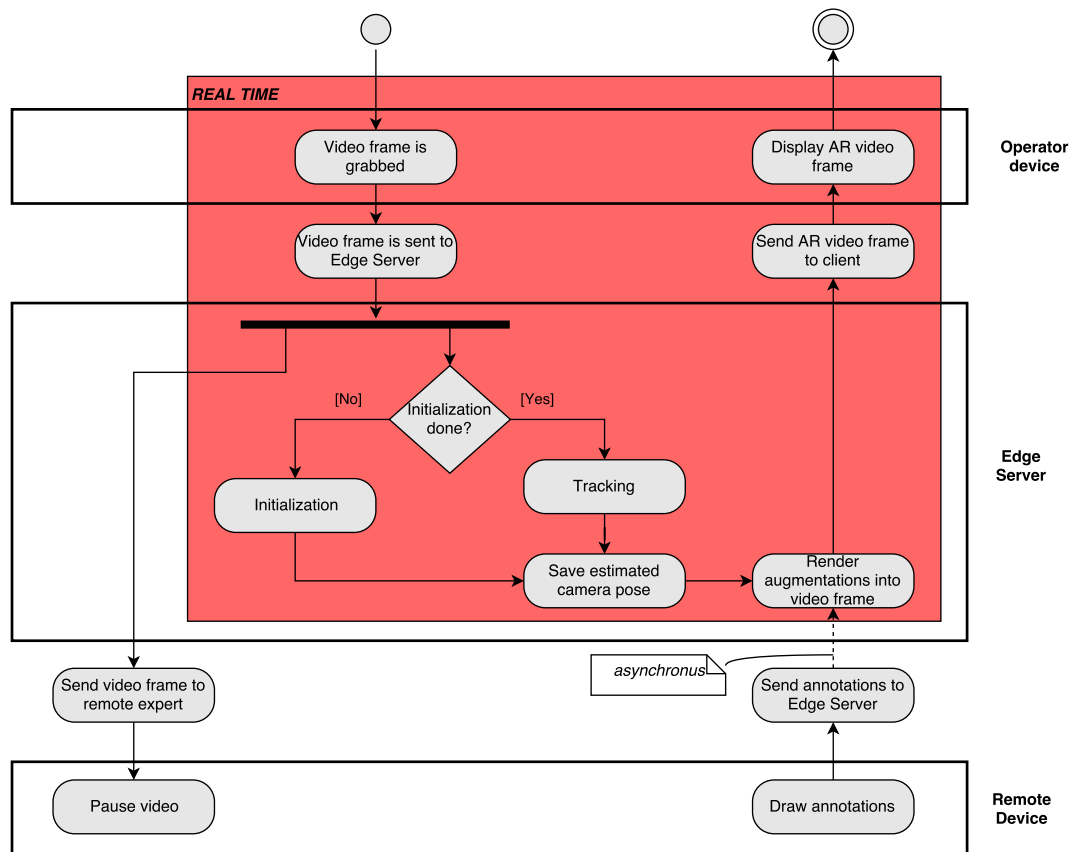 REAL TIME
Video frame is
grabbed
Display AR video
frame
Operator
device
Video frame is sent to
Edge Server
Send AR video frame
to client
[No]
Initialization
done?
[Yes]
Edge
Server
Initialization
Tracking
Save estimated
camera pose
Render
augmentations into
video frame
asynchronus
Send video frame to
remote expert
Send annotations to
Edge Server
Pause video
Draw annotations
Remote
Device